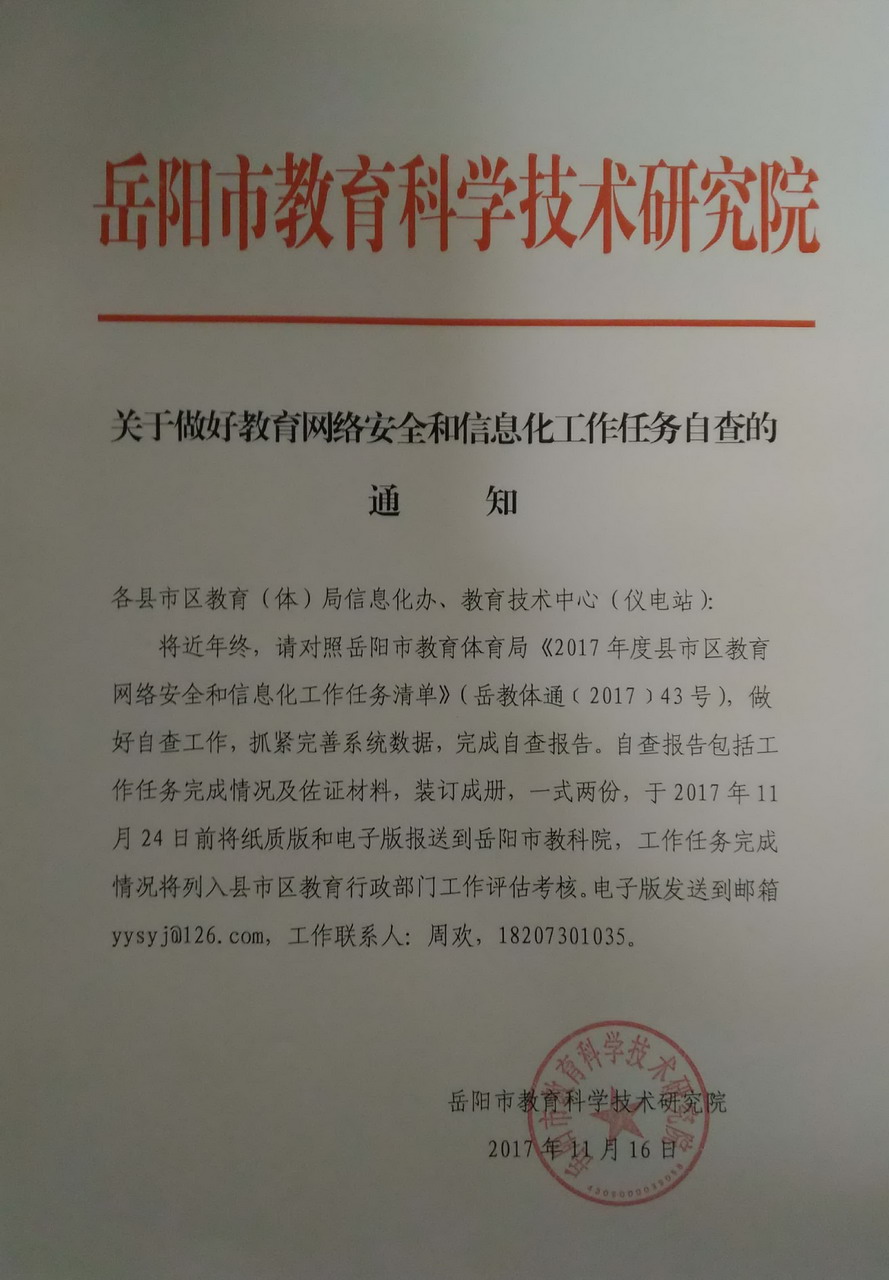 岳阳市教育科学技术研究院
关于做好教育网络安全和信息化工作任务自查的
通 知
各县市区教育（体）局信息化办、教育技术中心（仪电站）：
将近年终，请对照岳阳市教育体育局《2017年度县市区教育
网络安全和信息化工作任务清单》（岳教体通﹝2017﹞43号），做
好自查工作，抓紧完善系统数据，完成自查报告。自查报告包括工
作任务完成情况及佐证材料，装订成册，一式两份，于2017年11
月24日前将纸质版和电子版报送到岳阳市教科院，工作任务完成
情况将列入县市区教育行政部门工作评估考核。电子版发送到邮箱
yysyj@126.com，工作联系人：周欢，18207301035。
岳阳市教育科学技术研究院
2017年11月16日
岳阳市教育科学技术研究院